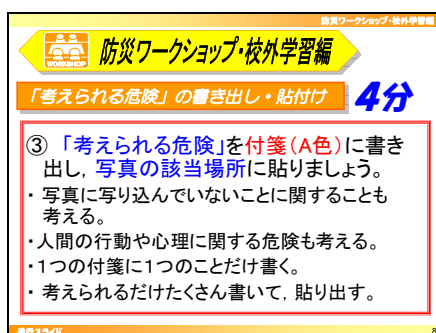 防災ワークショップ・校外学習編
WORKSHOP
防災ワークショップ・校外学習編
「考えられる危険」の書き出し・貼付け
4分
③ 「考えられる危険」を付箋(A色)に書き
出し，写真の該当場所に貼りましょう。
・ 写真に写り込んでいないことに関することも
考える。
・人間の行動や心理に関する危険も考える。
・1つの付箋に1つのことだけ書く。
・ 考えられるだけたくさん書いて，貼り出す。
進行スライド
8